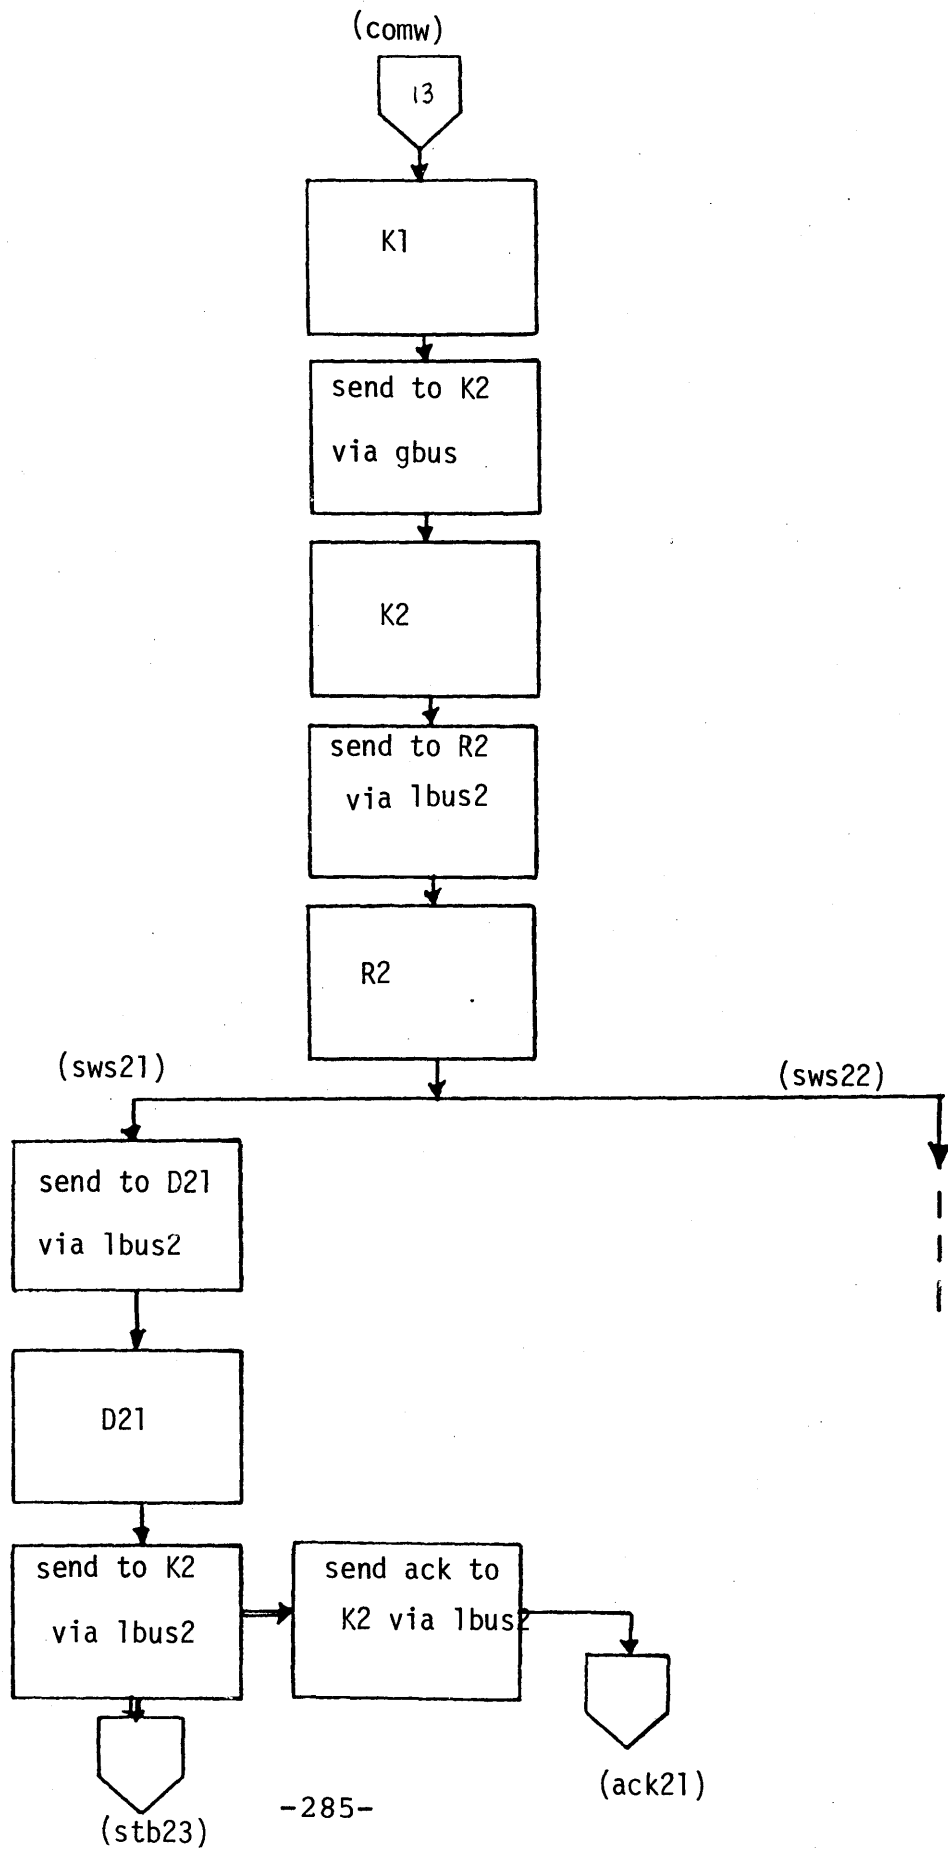 (comw)
13
K1
send to K2
via gbus
K2
send to R2
via lbus2
R2
(sws21)
(sws22)
send to D21
via lbus2
D21
send to K2
via lbus2
send ack to
K2 via lbus2
(ack21)
(stb23)
-285-